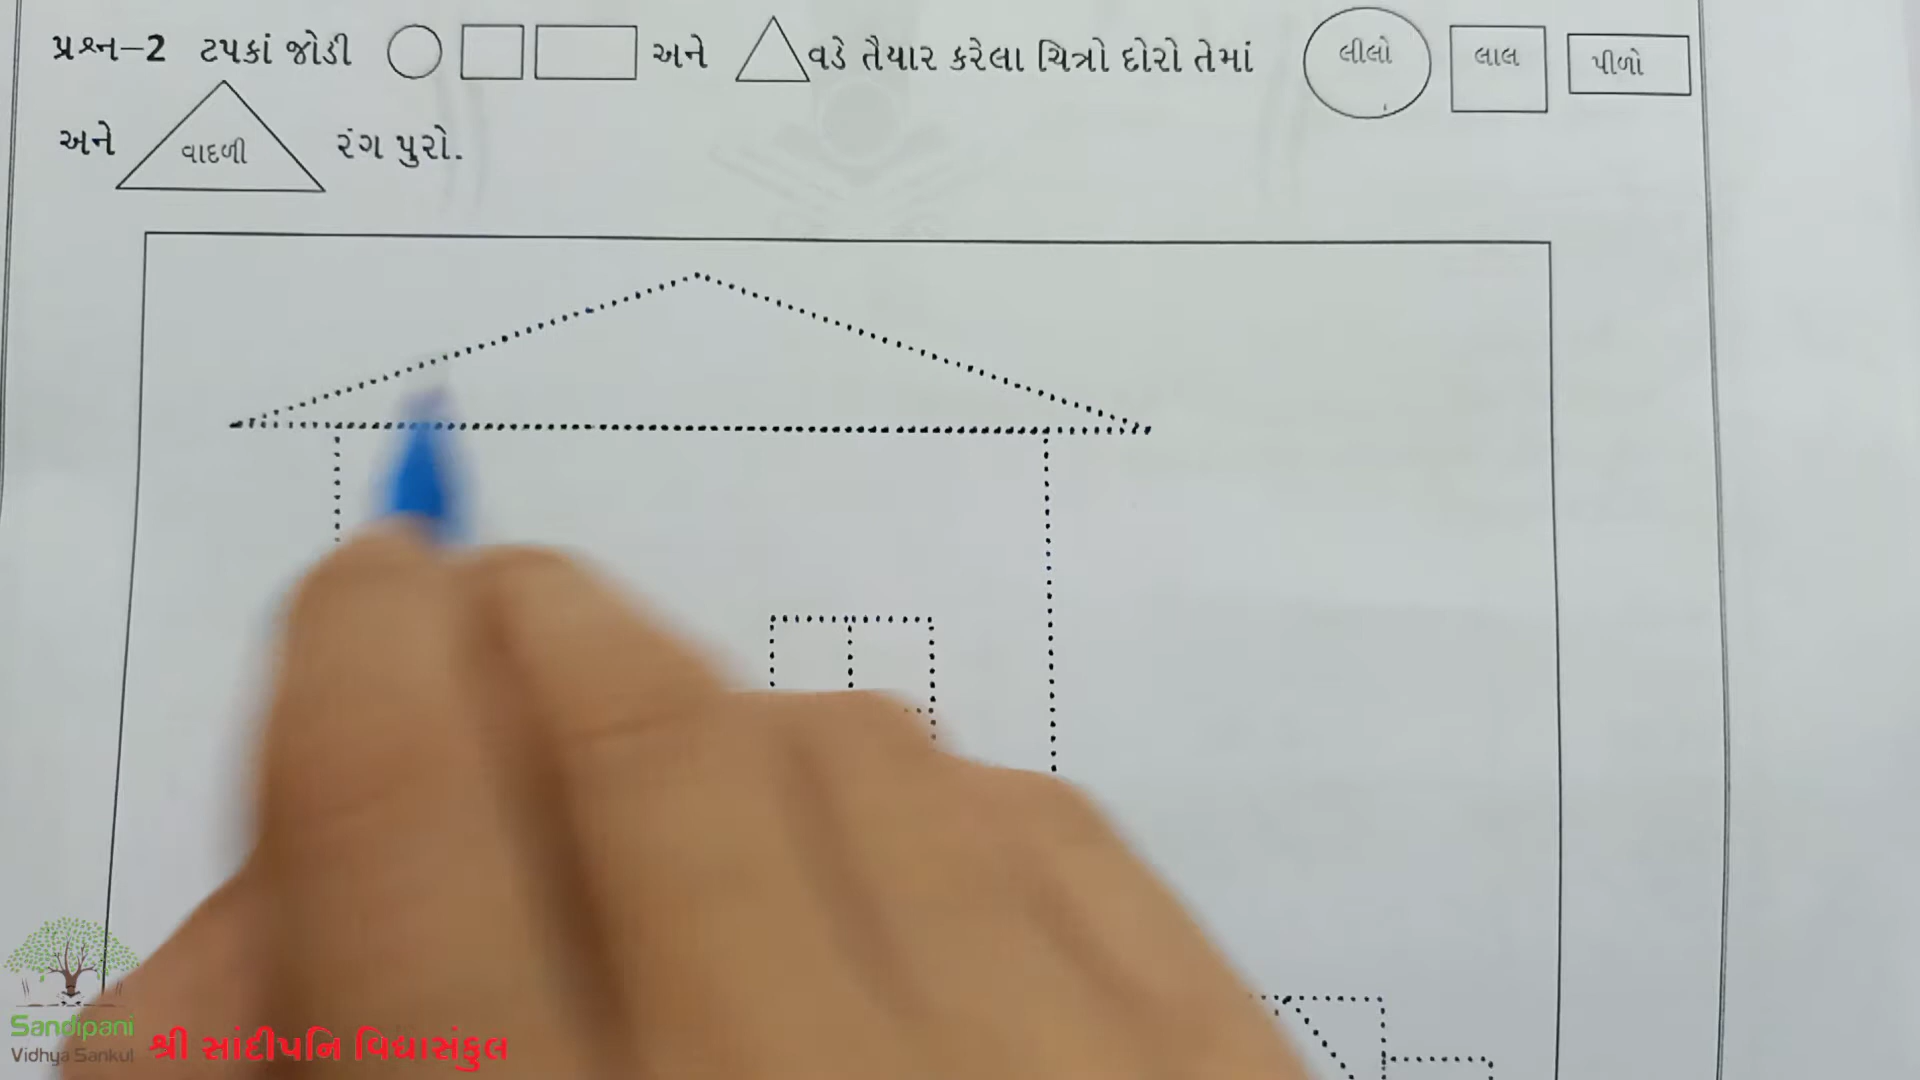 પ્રશ્ન–2 ટપકાં જોડી અને વડે તૈયાર કરેલા ચિત્રો દોરો તેમાં લીલો લાલ પીળો
અને વાદળી રંગ પુરો.
Sandipani
Vidhya Sankul
શ્રી સાંદીપનિ વિદ્યાસંકુલ